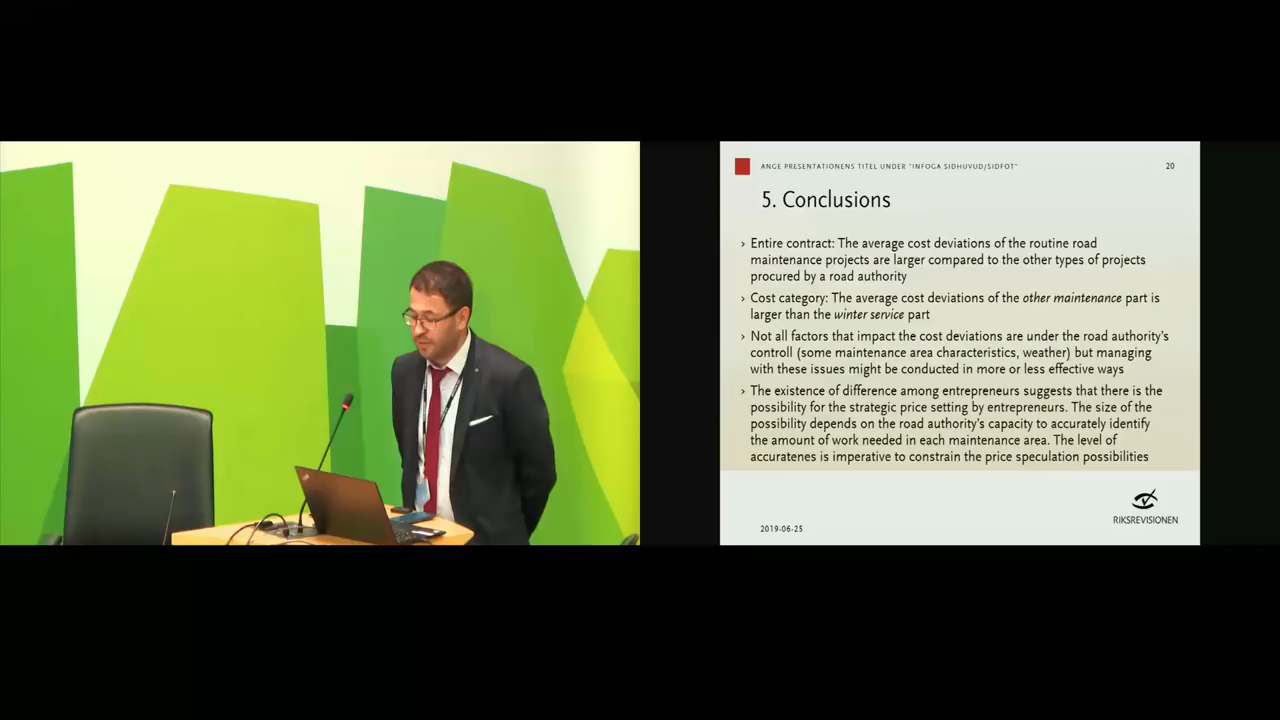 ANGE PRESENTATIONENS TITEL UNDER "INFOGA SIDHUVUD/SIDFOT"
20
5. Conclusions
› Entire contract: The average cost deviations of the routine road
maintenance projects are larger compared to the other types of projects
procured by a road authority
› Cost category: The average cost deviations of the other maintenance part is
larger than the winter service part
› Not all factors that impact the cost deviations are under the road authority's
controll (some maintenance area characteristics, weather) but managing
with these issues might be conducted in more or less effective ways
› The existence of difference among entrepreneurs suggests that there is the
possibility for the strategic price setting by entrepreneurs. The size of the
possibility depends on the road authority's capacity to accurately identify
the amount of work needed in each maintenance area. The level of
accuratenes is imperative to constrain the price speculation possibilities
RIKSREVISIONEN
2019-06-25